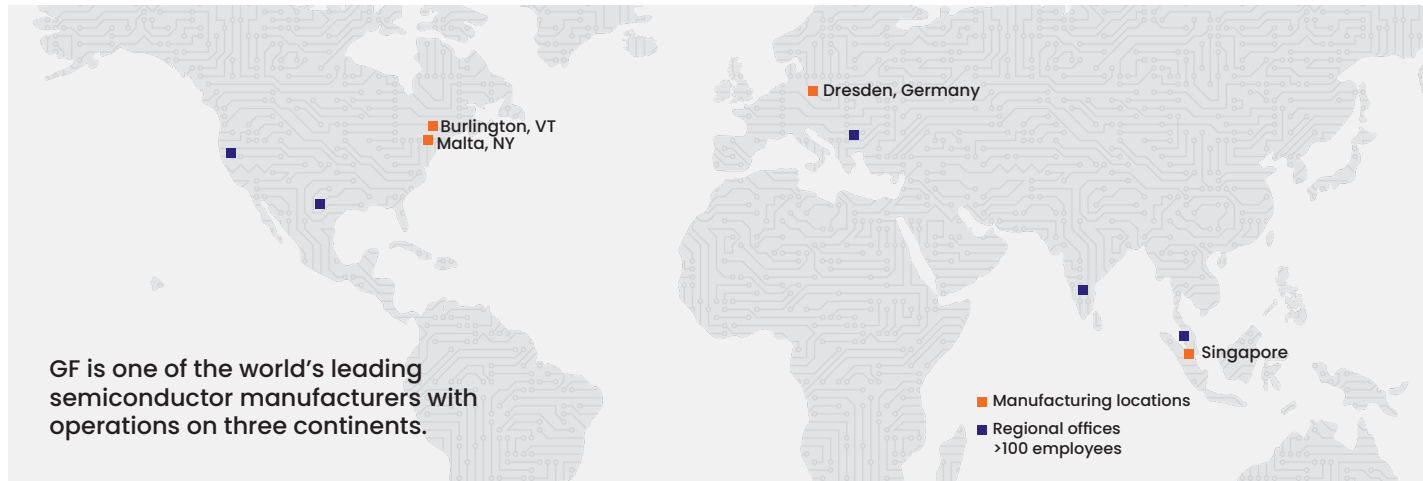 Dresden, Germany
Burlington, VT
Malta, NY
Singapore
GF is one of the world’s leading
semiconductor manufacturers with
operations on three continents.
Manufacturing locations
Regional offices
>100 employees